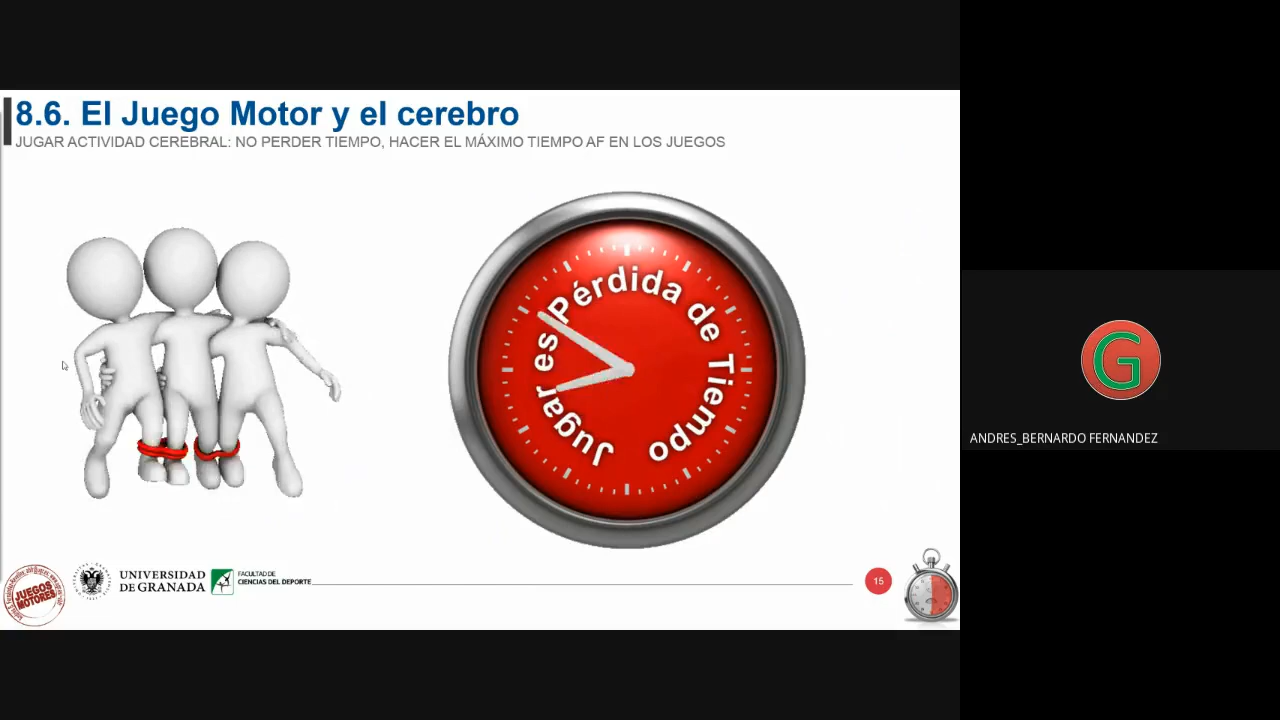 8.6. El Juego Motor y el cerebro
JUGAR ACTIVIDAD CEREBRAL: NO PERDER TIEMPO, HACER EL MÁXIMO TIEMPO AF EN LOS JUEGOS
Jugar es Pérdida de Tiempo
G
ANDRES_BERNARDO FERNANDEZ
JUEGOS
MOTORES
UNIVERSIDAD
DE GRANADA
FACULTAD DE
CIENCIAS DEL DEPORTE
15